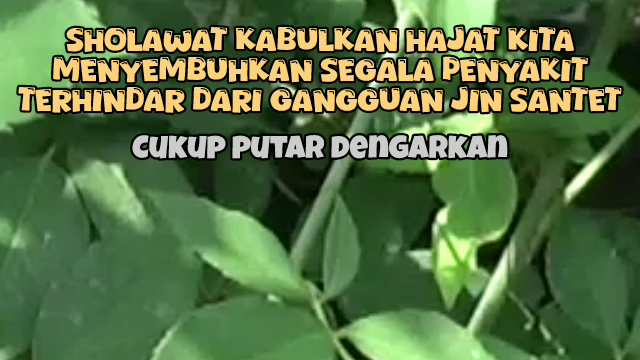 SHOLAWAT KABULKAN HAJAT KITA
MENYEMBUHKAN SEGALA PENYAKIT
TERHINDAR DARI GANGGUAN JIN SANTET
CUKUP PUTAR DENGARKAN